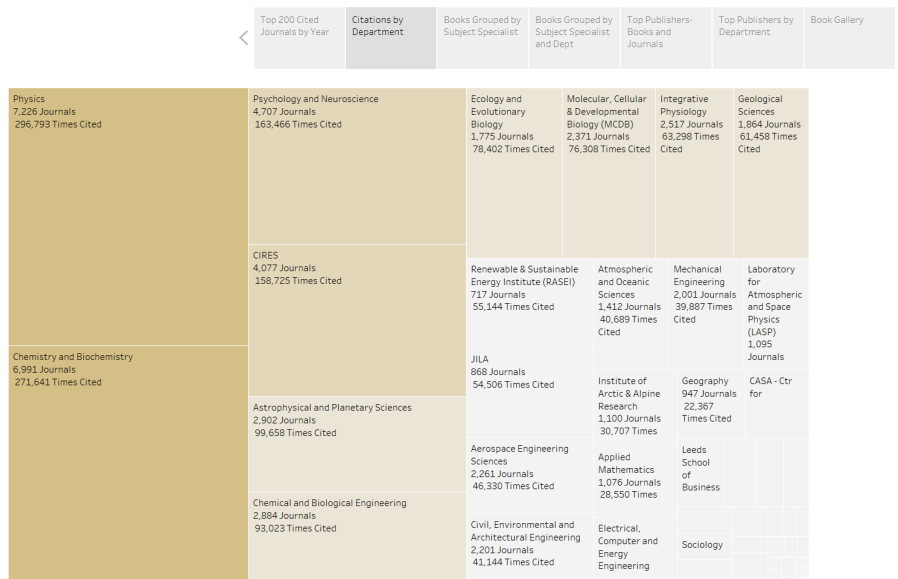 Top 200 Cited
Journals by Year
Citations by
Department
Books Grouped by
Subject Specialist
Books Grouped by
Subject Specialist
and Dept
Top Publishers-
Books and
Journals
Top Publishers by
Department
Book Gallery
Physics
7,226 Journals
296,793 Times Cited
Chemistry and Biochemistry
6,991 Journals
271,641 Times Cited
Psychology and Neuroscience
4,707 Journals
163,466 Times Cited
CIRES
4,077 Journals
158,725 Times Cited
Astrophysical and Planetary Sciences
2,902 Journals
99,658 Times Cited
Chemical and Biological Engineering
2,884 Journals
93,023 Times Cited
Ecology and
Evolutionary
Biology
1,775 Journals
78,402 Times Cited
Molecular, Cellular
& Developmental
Biology (MCDB)
2,371 Journals
76,308 Times Cited
Integrative
Physiology
2,517 Journals
63,298 Times
Cited
Geological
Sciences
1,864 Journals
61,458 Times
Cited
Renewable & Sustainable
Energy Institute (RASEI)
717 Journals
55,144 Times Cited
JILA
868 Journals
54,506 Times Cited
Aerospace Engineering
Sciences
2,261 Journals
46,330 Times Cited
Civil, Environmental and
Architectural Engineering
2,201 Journals
41,144 Times Cited
Atmospheric
and Oceanic
Sciences
1,412 Journals
40,689 Times
Cited
Mechanical
Engineering
2,001 Journals
39,887 Times
Cited
Laboratory
for
Atmospheric
and Space
Physics
(LASP)
1,095
Journals
Institute of
Arctic & Alpine
Research
1,100 Journals
30,707 Times
Geography
947 Journals
22,367
Times Cited
CASA - Ctr
for
Applied
Mathematics
1,076 Journals
28,550 Times
Leeds
School
of
Business
Electrical,
Computer and
Energy
Engineering
Sociology